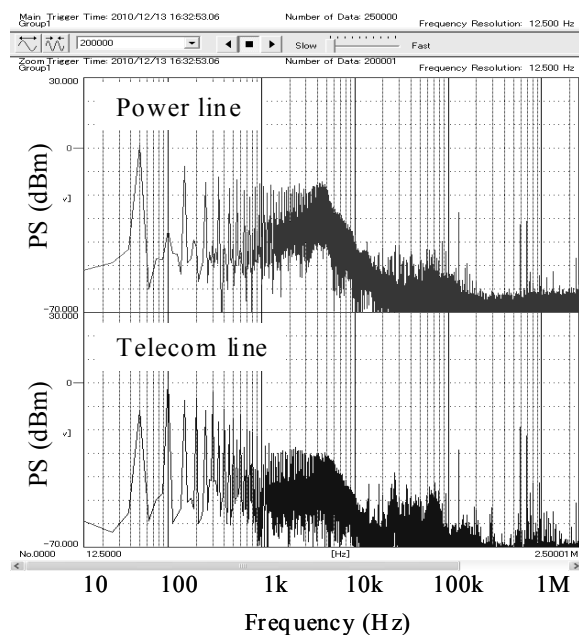 Main Trigger Time: 2010/12/13 16:32:53.06 Number of Data: 250000
Group1 Frequency Resolution: 12.500 Hz
200000 Slow Fast
Zoom Trigger Time: 2010/12/13 16:32:53.06 Number of Data: 200001
Group1 Frequency Resolution: 12.500 Hz
30.000
Power line
0
v]
PS (dBm)
-70.000
30.000
Telecom line
0
v]
PS (dBm)
-70.000
No.0000 12.5000 [Hz] 2.50001 M
10 100 1k 10k 100k 1M
Frequency (Hz)